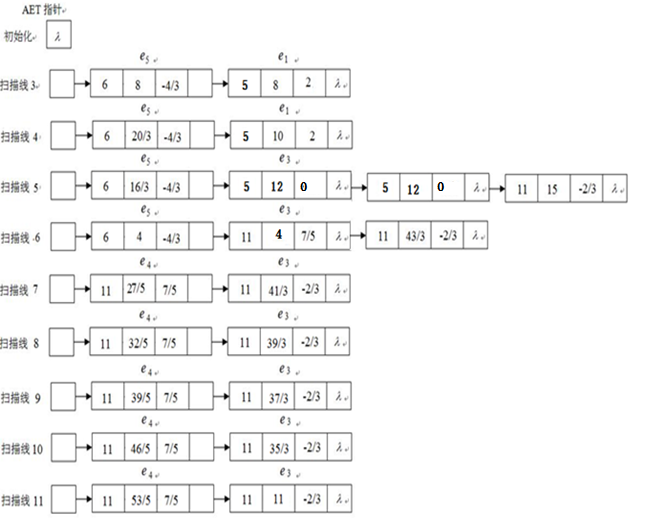 AET 指针
初始化 λ
e5 e1
扫描线 3 6 8 -4/3 5 8 2 λ
e5 e1
扫描线 4 6 20/3 -4/3 5 10 2 λ
e5 e3
扫描线 5 6 16/3 -4/3 5 12 0 λ 5 12 0 λ 11 15 -2/3 λ
e5 e3
扫描线 6 6 4 -4/3 11 4 7/5 λ 11 43/3 -2/3 λ
e4 e3
扫描线 7 11 27/5 7/5 11 41/3 -2/3 λ
e4 e3
扫描线 8 11 32/5 7/5 11 39/3 -2/3 λ
e4 e3
扫描线 9 11 39/5 7/5 11 37/3 -2/3 λ
e4 e3
扫描线 10 11 46/5 7/5 11 35/3 -2/3 λ
e4 e3
扫描线 11 11 53/5 7/5 11 11 -2/3 λ